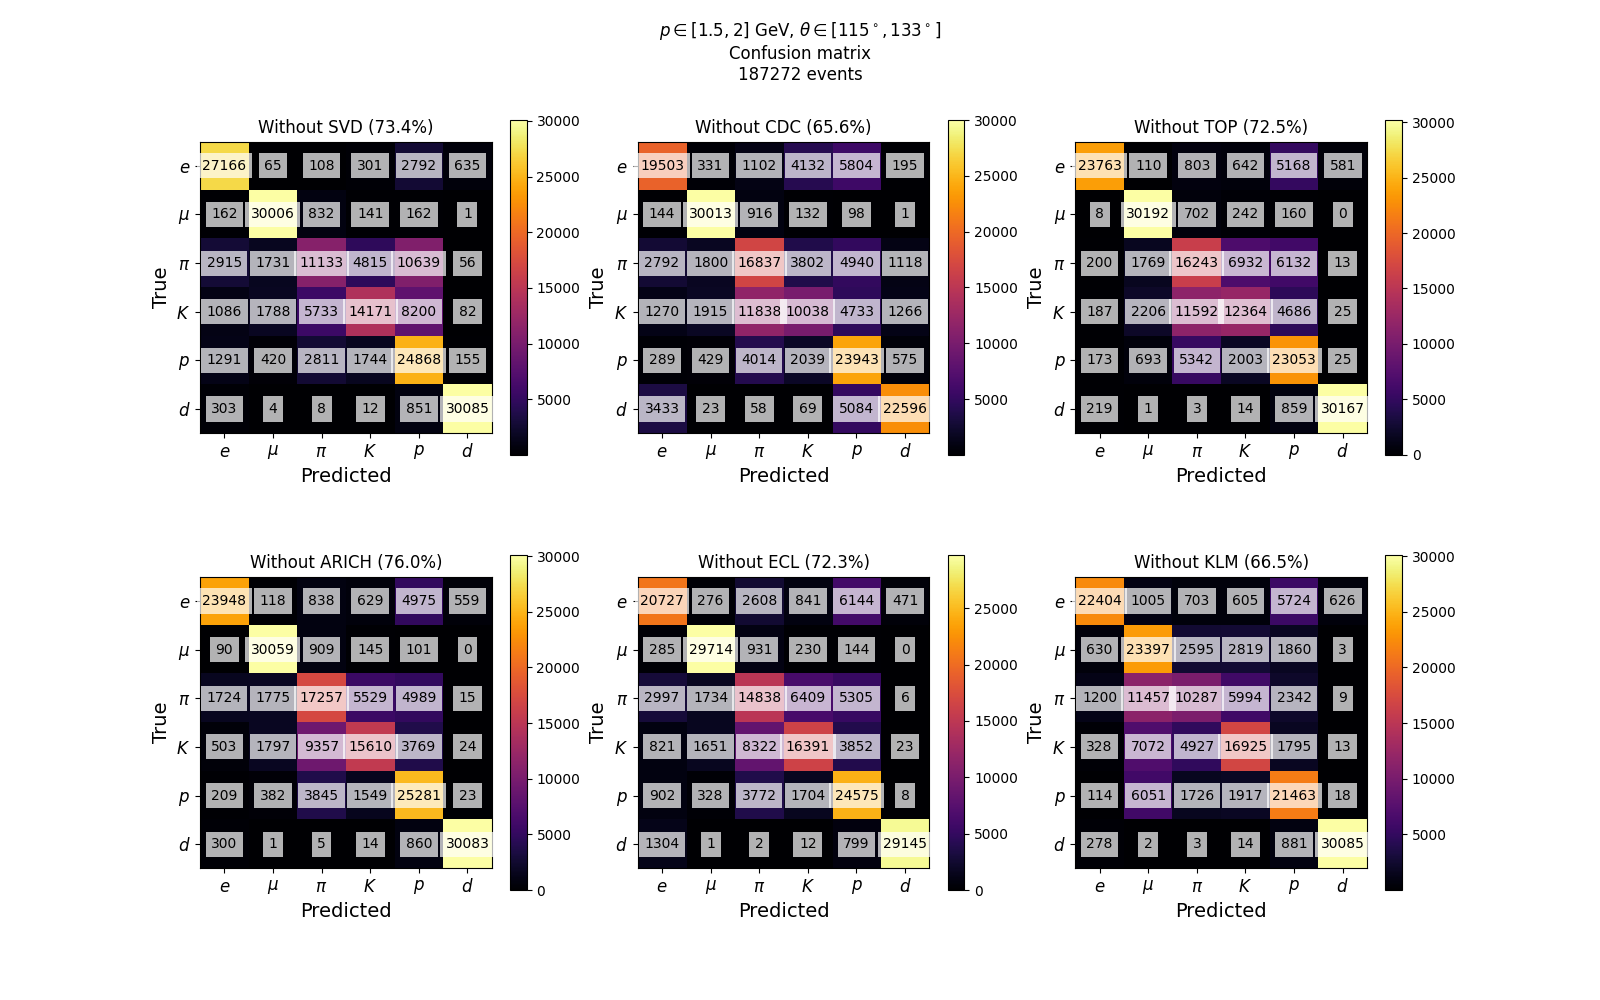 p ∈ [1.5, 2] GeV, θ ∈ [115°, 133°]
Confusion matrix
187272 events
Without SVD (73.4%)
e 27166 65 108 301 2792 635
μ 162 30006 832 141 162 1
π 2915 1731 11133 4815 10639 56
K 1086 1788 5733 14171 8200 82
p 1291 420 2811 1744 24868 155
d 303 4 8 12 851 30085
e μ π K p d
True
Predicted
30000
25000
20000
15000
10000
5000
Without CDC (65.6%)
e 19503 331 1102 4132 5804 195
μ 144 30013 916 132 98 1
π 2792 1800 16837 3802 4940 1118
K 1270 1915 11838 10038 4733 1266
p 289 429 4014 2039 23943 575
d 3433 23 58 69 5084 22596
e μ π K p d
True
Predicted
30000
25000
20000
15000
10000
5000
Without TOP (72.5%)
e 23763 110 803 642 5168 581
μ 8 30192 702 242 160 0
π 200 1769 16243 6932 6132 13
K 187 2206 11592 12364 4686 25
p 173 693 5342 2003 23053 25
d 219 1 3 14 859 30167
e μ π K p d
True
Predicted
30000
25000
20000
15000
10000
5000
0
Without ARICH (76.0%)
e 23948 118 838 629 4975 559
μ 90 30059 909 145 101 0
π 1724 1775 17257 5529 4989 15
K 503 1797 9357 15610 3769 24
p 209 382 3845 1549 25281 23
d 300 1 5 14 860 30083
e μ π K p d
True
Predicted
30000
25000
20000
15000
10000
5000
0
Without ECL (72.3%)
e 20727 276 2608 841 6144 471
μ 285 29714 931 230 144 0
π 2997 1734 14838 6409 5305 6
K 821 1651 8322 16391 3852 23
p 902 328 3772 1704 24575 8
d 1304 1 2 12 799 29145
e μ π K p d
True
Predicted
25000
20000
15000
10000
5000
0
Without KLM (66.5%)
e 22404 1005 703 605 5724 626
μ 630 23397 2595 2819 1860 3
π 1200 11457 10287 5994 2342 9
K 328 7072 4927 16925 1795 13
p 114 6051 1726 1917 21463 18
d 278 2 3 14 881 30085
e μ π K p d
True
Predicted
30000
25000
20000
15000
10000
5000